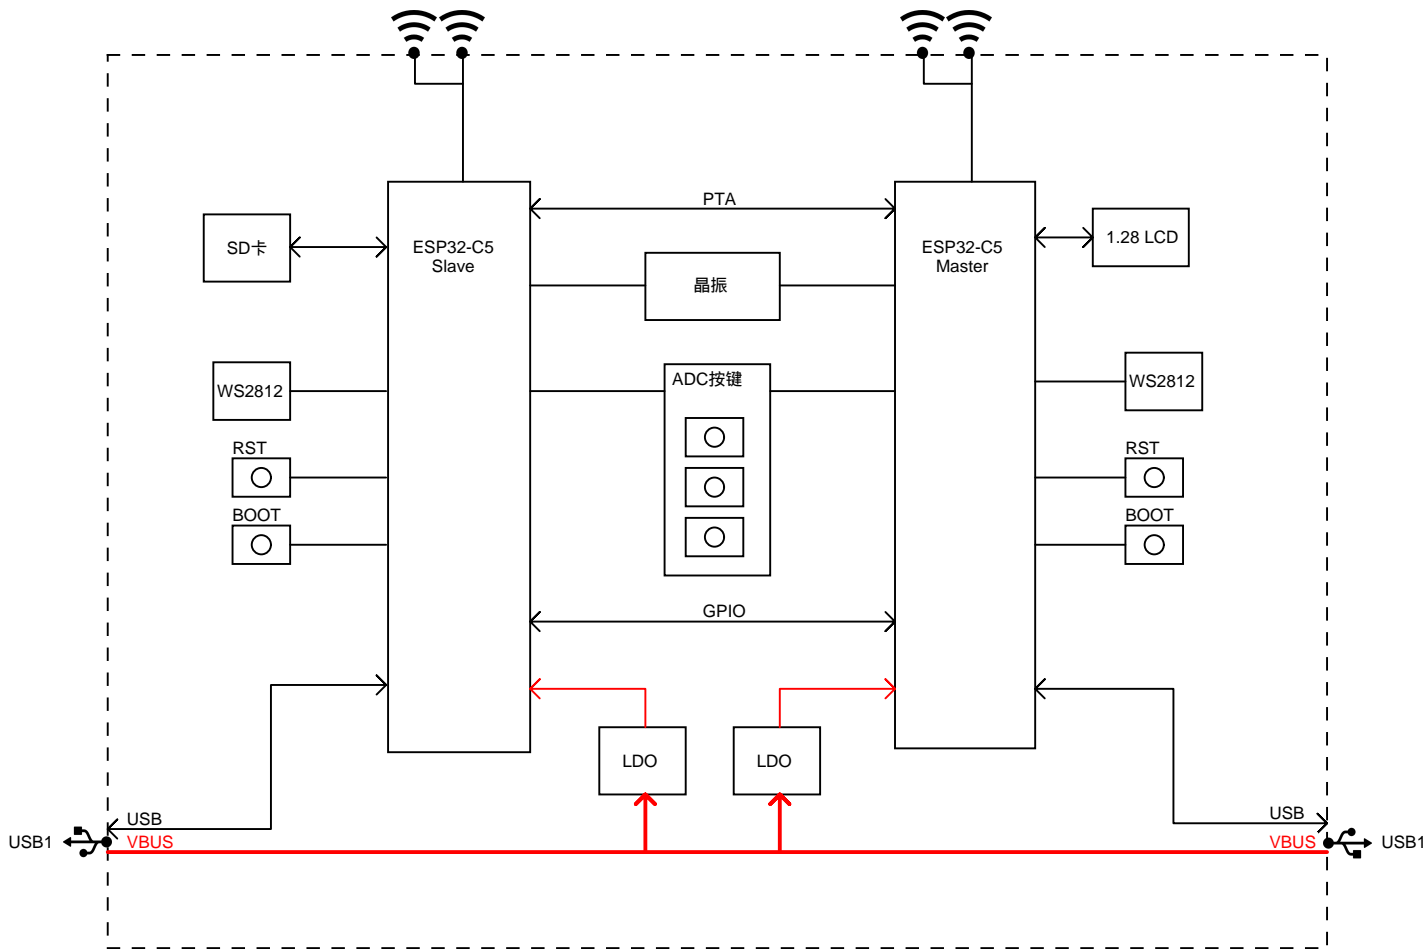 PTA
SD卡
ESP32-C5
Slave
ESP32-C5
Master
1.28 LCD
晶振
WS2812
ADC按键
WS2812
RST
RST
BOOT
BOOT
GPIO
LDO
LDO
USB
USB
USB1
VBUS
VBUS
USB1